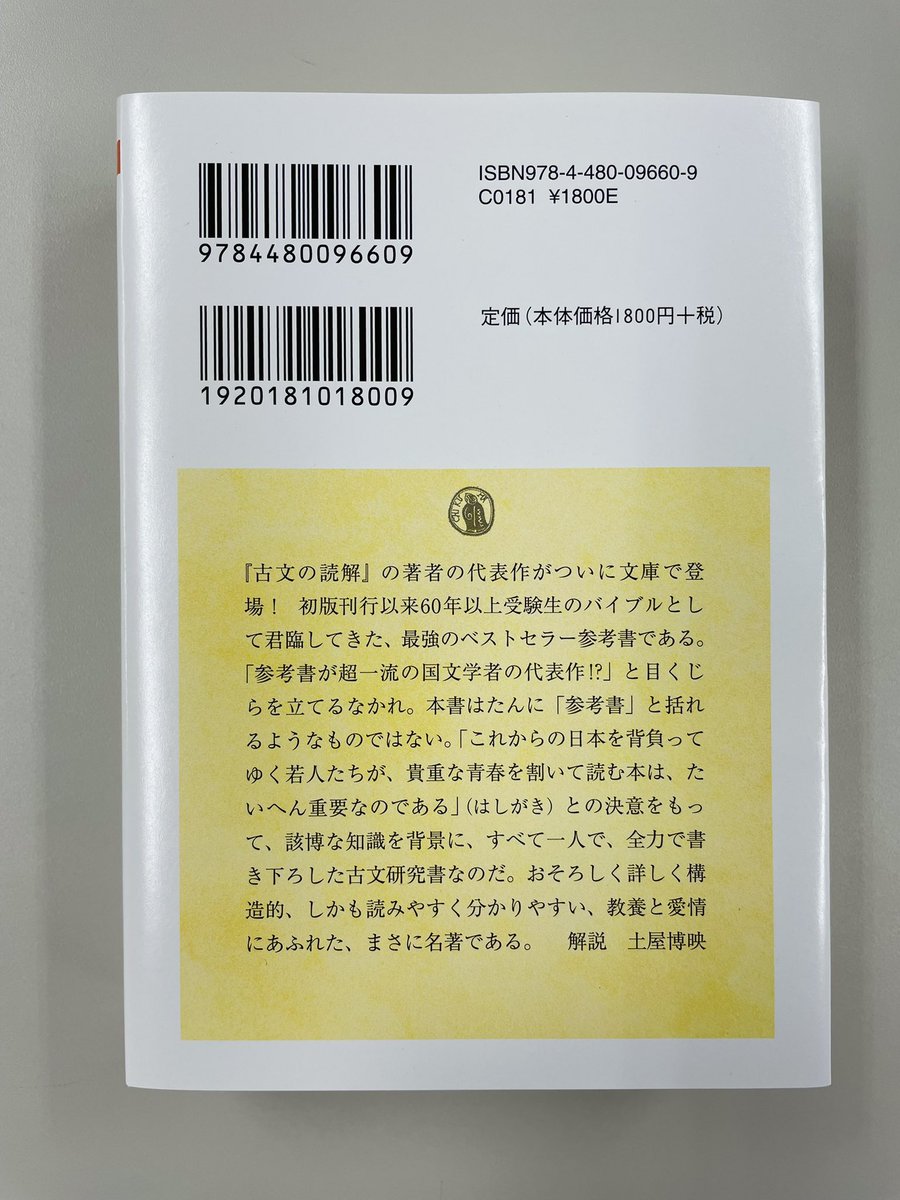 ISBN978-4-480-09660-9
C0181 ¥1800E
9784480096609
定価(本体価格1800円+税)
1920181018009
CHIKUMA
『古文の読解』の著者の代表作がついに文庫で登
場! 初版刊行以来60年以上受験生のバイブルとし
て君臨してきた、最強のベストセラー参考書である。
「参考書が超一流の国文学者の代表作!?」と目くじ
らを立てるなかれ。本書はたんに「参考書」と括れ
るようなものではない。「これからの日本を背負って
ゆく若人たちが、貴重な青春を割いて読む本は、た
いへん重要なのである」(はしがき) との決意をもっ
て、該博な知識を背景に、すべて一人で、全力で書
き下ろした古文研究書なのだ。おそろしく詳しく構
造的、しかも読みやすく分かりやすい、教養と愛情
にあふれた、まさに名著である。 解説 土屋博映